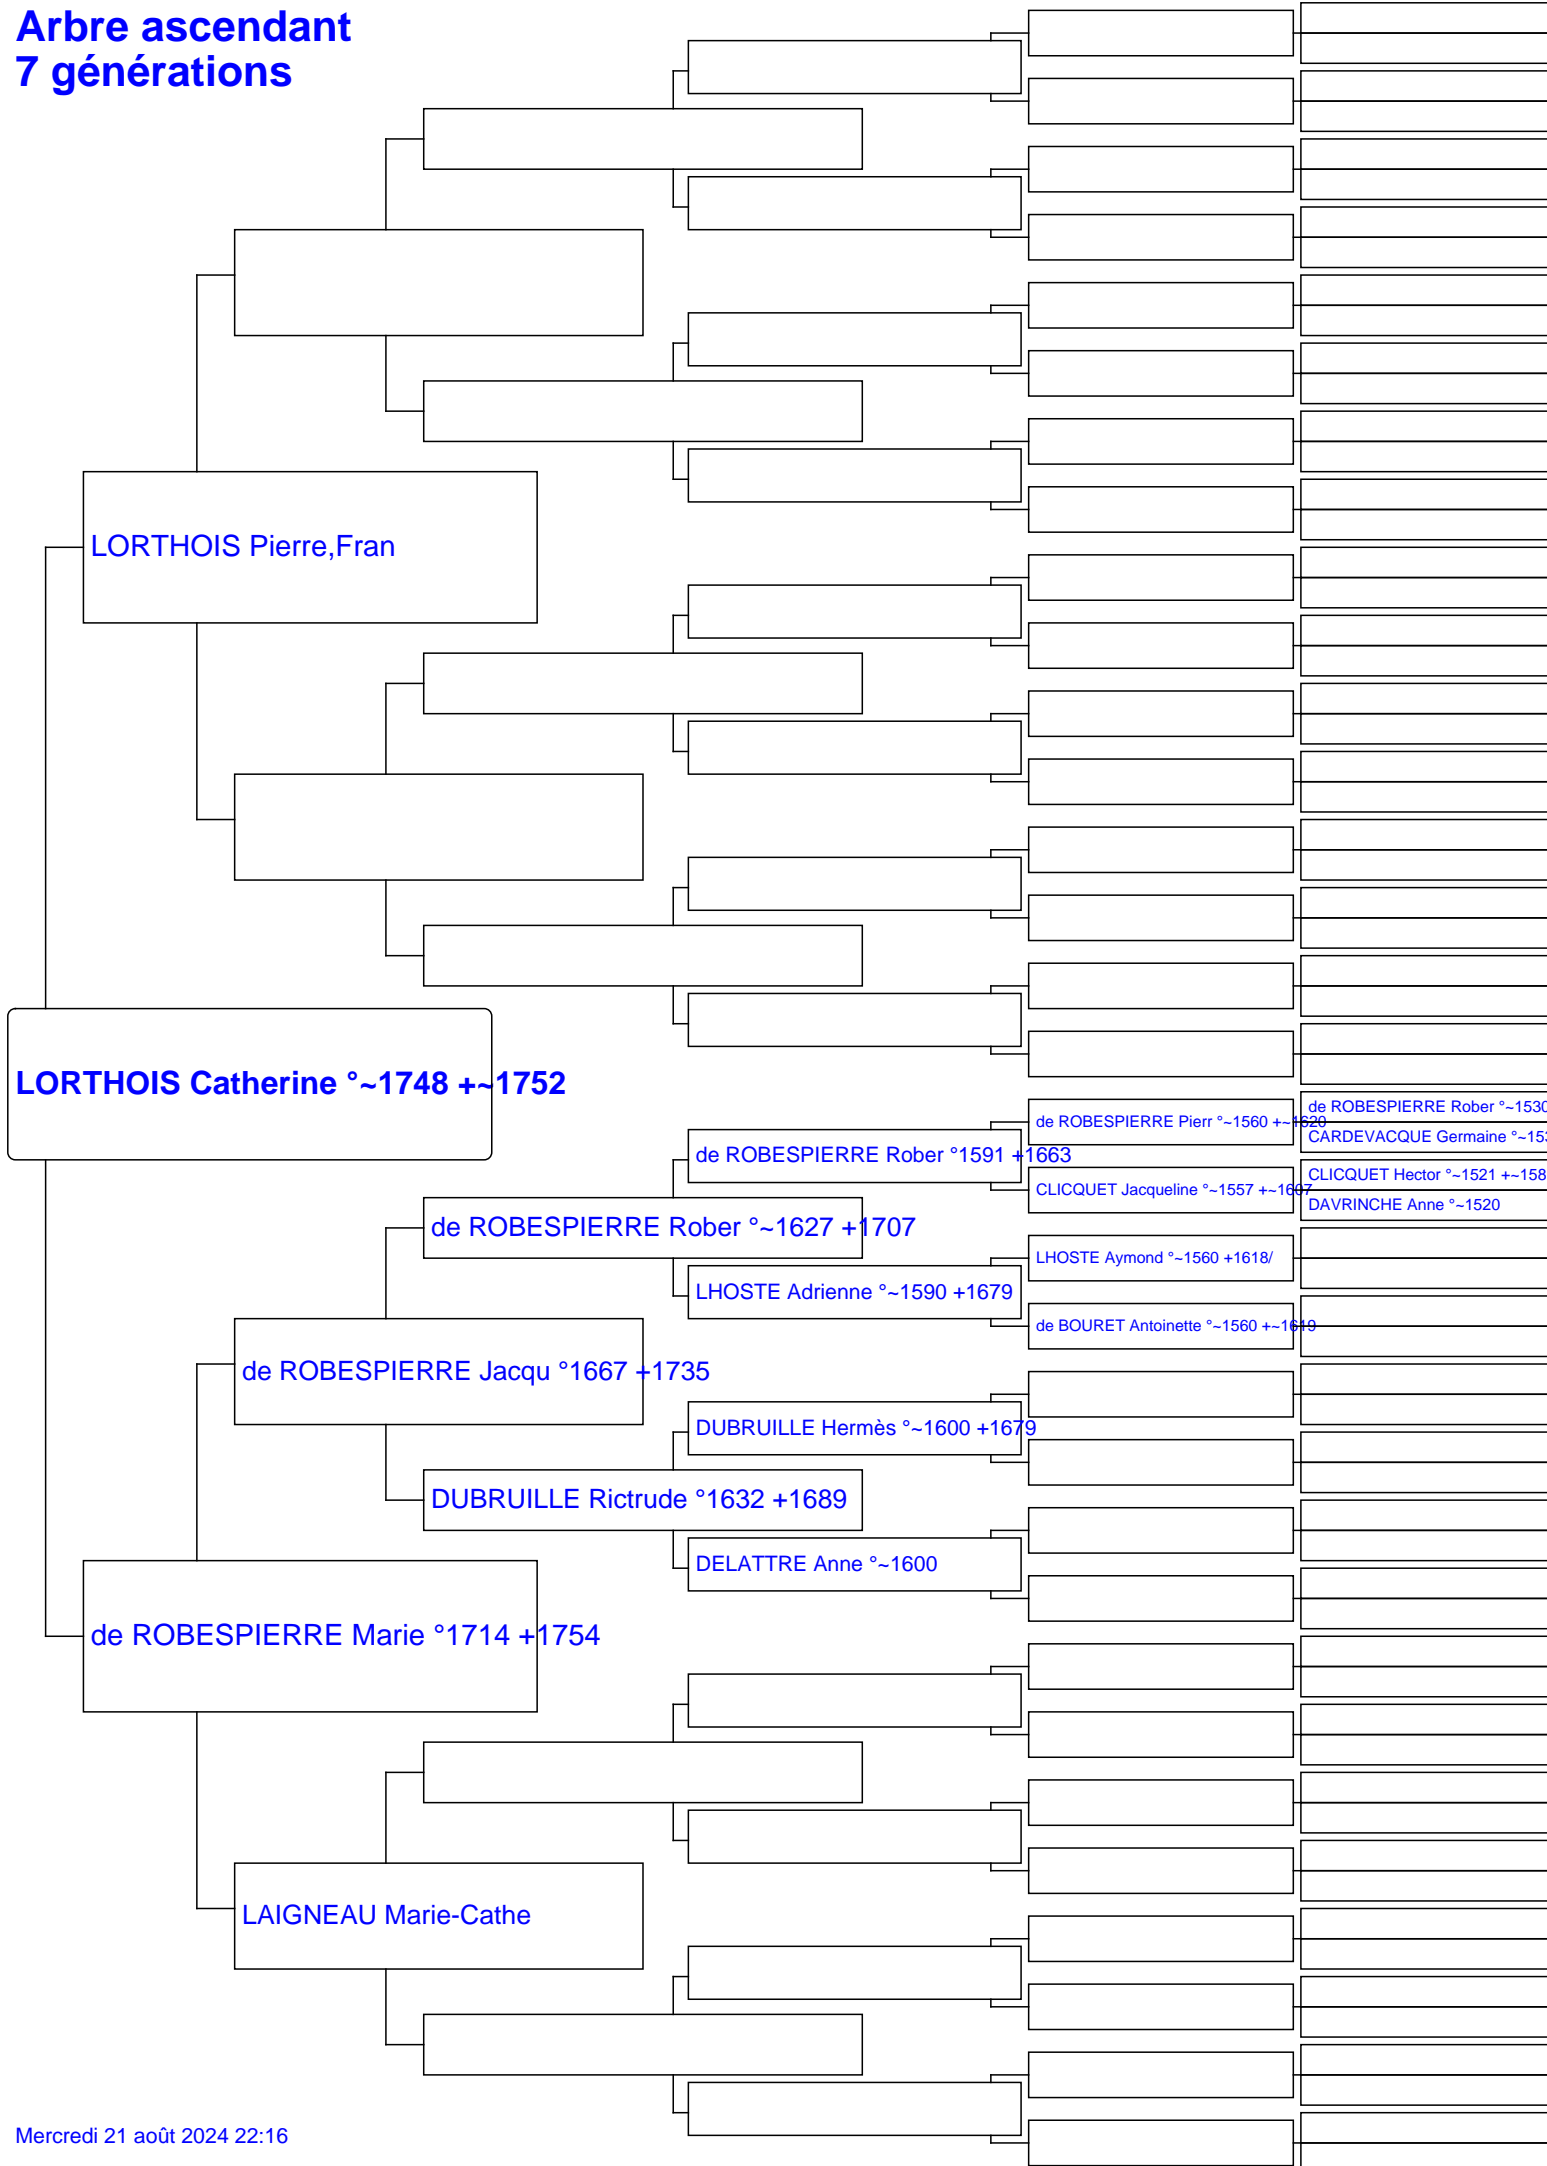 Arbre ascendant
7 générations
LORTHOIS Pierre,Fran
LORTHOIS Catherine °~1748 +~1752
de ROBESPIERRE Rober °~1530
de ROBESPIERRE Pierr °~1560 +~1620
CARDEVACQUE Germaine °~153
de ROBESPIERRE Rober °1591 +1663
CLICQUET Hector °~1521 +~158
CLICQUET Jacqueline °~1557 +~1607
DAVRINCHE Anne °~1520
de ROBESPIERRE Rober °~1627 +1707
LHOSTE Aymond °~1560 +1618/
LHOSTE Adrienne °~1590 +1679
de BOURET Antoinette °~1560 +~1619
de ROBESPIERRE Jacqu °1667 +1735
DUBRUILLE Hermès °~1600 +1679
DUBRUILLE Rictrude °1632 +1689
DELATTRE Anne °~1600
de ROBESPIERRE Marie °1714 +1754
LAIGNEAU Marie-Cathe
Mercredi 21 août 2024 22:16